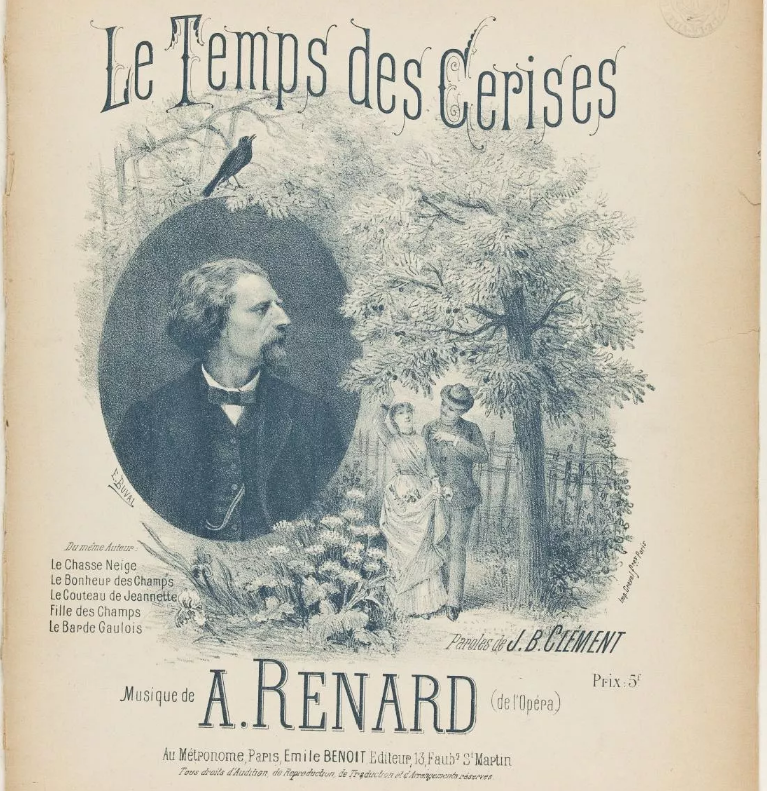 Le Temps des Cerises
E. BUVAL
Du même Auteur:
Le Chasse Neige
Le Bonheur des Champs
Le Couteau de Jeannette
Fille des Champs
Le Barde Gaulois
Paroles de J. B. CLÉMENT
Musique de A. RENARD (de l'Opéra)
Prix: 3f
Au Métronome, Paris, Emile BENOIT Editeur, 13, Faubg St Martin
Tous droits d'Audition, de Reproduction, de Traduction et d'Arrangements réservés